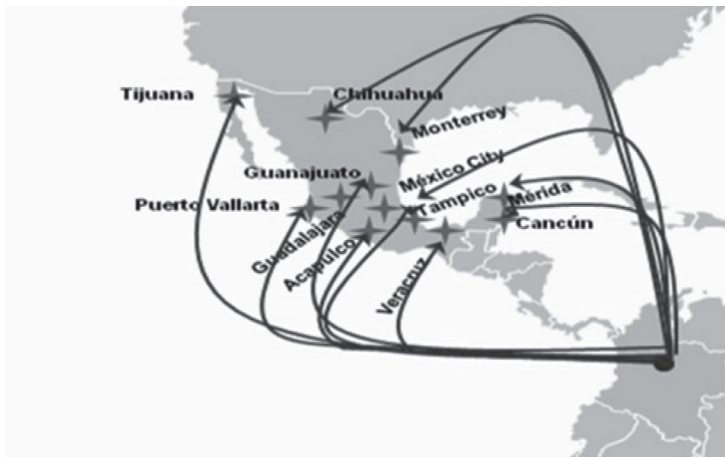 Tijuana
Chihuahua
Monterrey
Guanajuato
México City
Puerto Vallarta
Guadalajara
Acapulco
Tampico
Mérida
Cancún
Veracruz